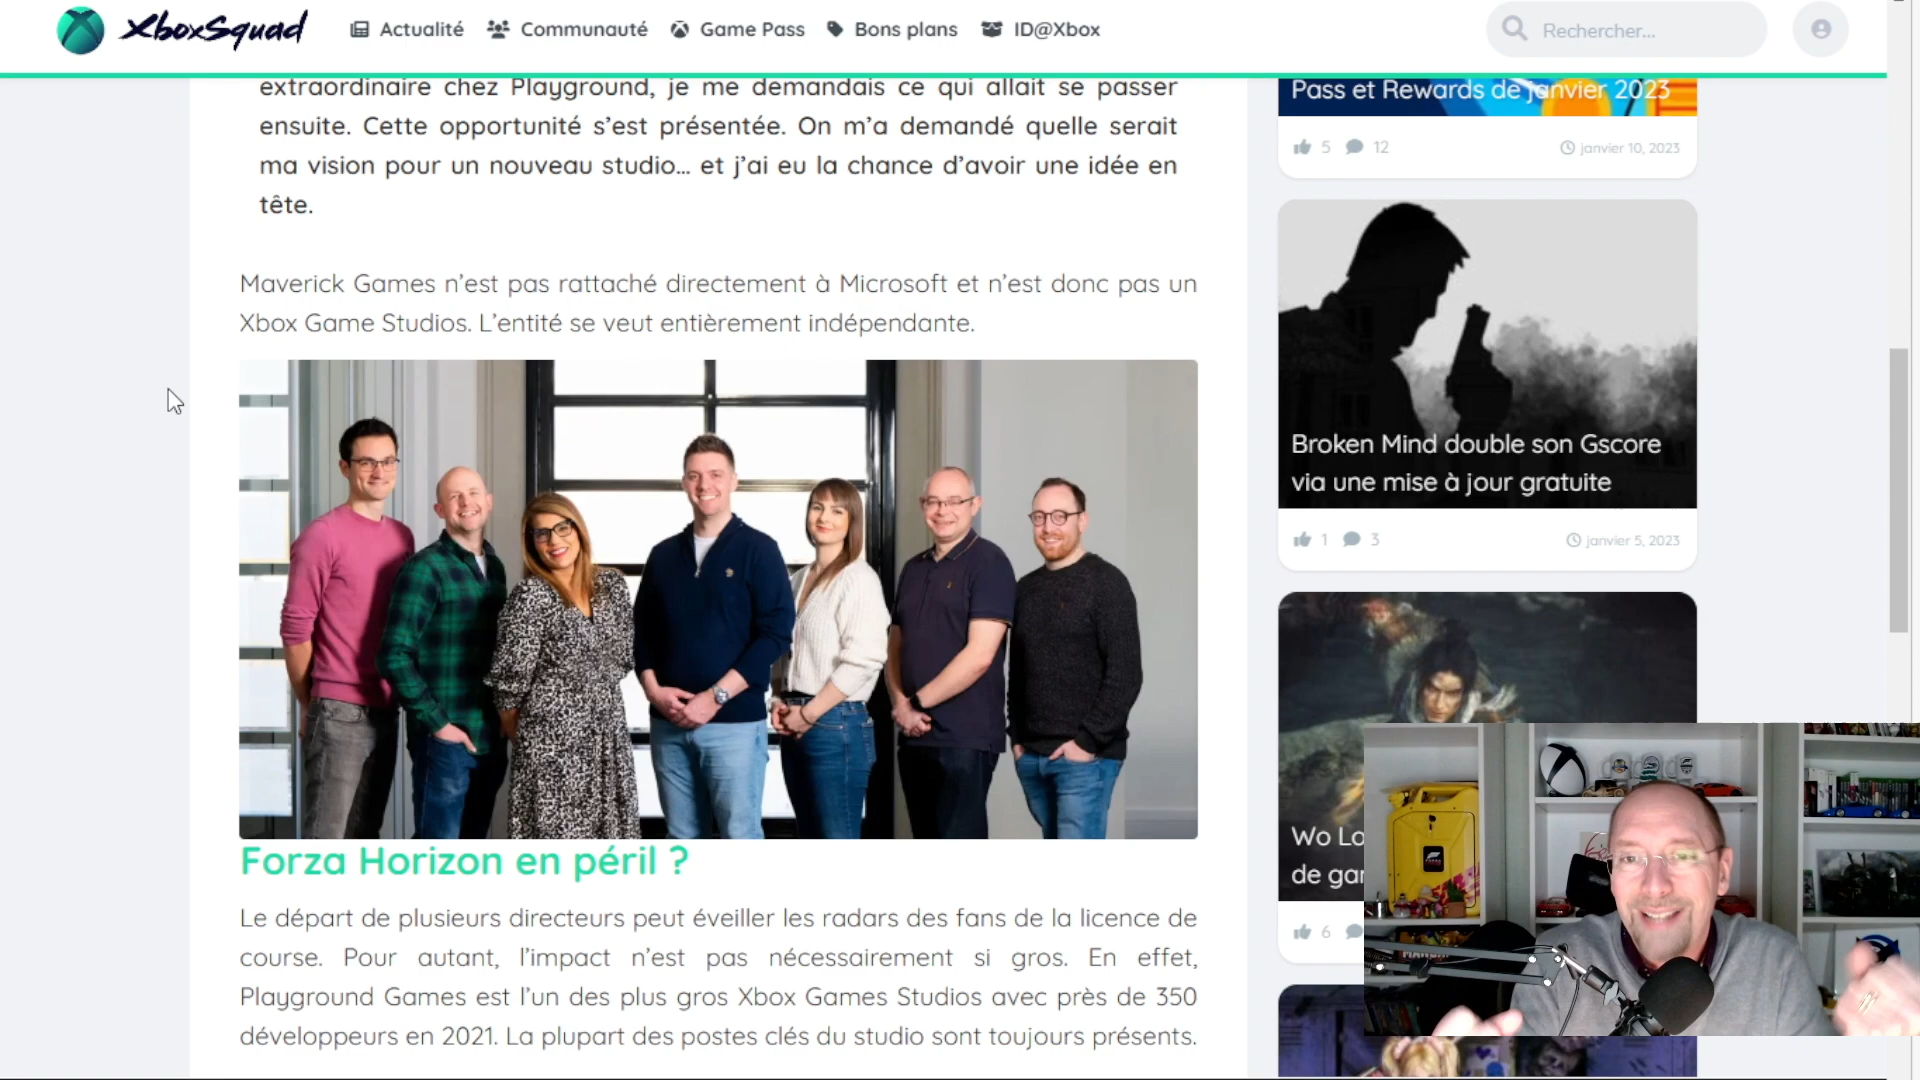 XboxSquad
Actualité
Communauté
Game Pass
Bons plans
ID@Xbox
Rechercher...
extraordinaire chez Playground, je me demandais ce qui allait se passer
ensuite. Cette opportunité s'est présentée. On m'a demandé quelle serait
ma vision pour un nouveau studio... et j'ai eu la chance d'avoir une idée en
tête.
Maverick Games n'est pas rattaché directement à Microsoft et n'est donc pas un
Xbox Game Studios. L'entité se veut entièrement indépendante.
Forza Horizon en péril ?
Le départ de plusieurs directeurs peut éveiller les radars des fans de la licence de
course. Pour autant, l'impact n'est pas nécessairement si gros. En effet,
Playground Games est l'un des plus gros Xbox Games Studios avec près de 350
développeurs en 2021. La plupart des postes clés du studio sont toujours présents.
Pass et Rewards de janvier 2023
5 12 janvier 10, 2023
Broken Mind double son Gscore
via une mise à jour gratuite
1 3 janvier 5, 2023
Wo Lo
de gar
6